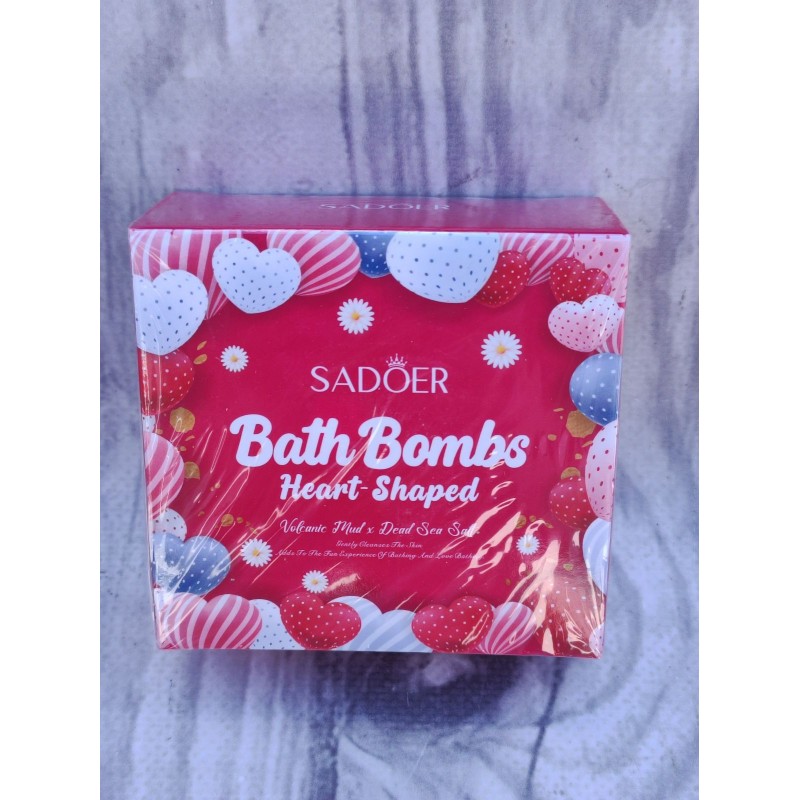 SADOER
SADOER
Bath Bombs
Heart-Shaped
Volcanic Mud x Dead Sea Salt
Gently Cleanses The Skin
Adds To The Fun Experience Of Bathing And Love Bath